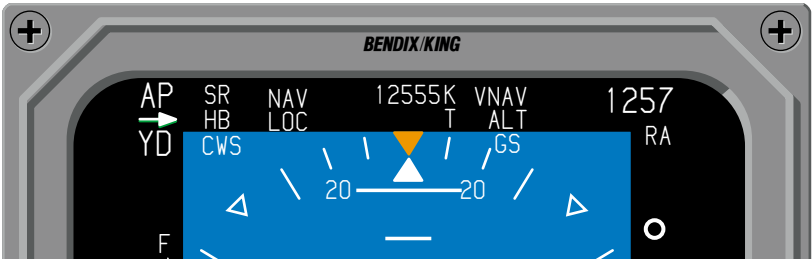 BENDIX/KING
AP SR NAV 12555K VNAV 1257
HB LOC T ALT
YD CWS GS RA
20 20
F